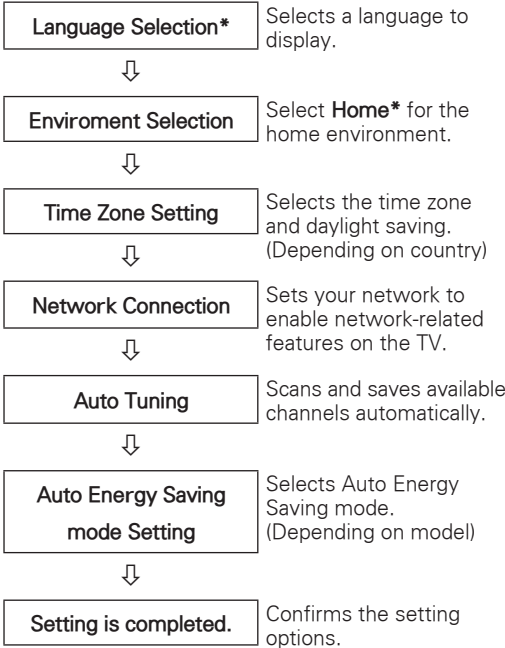 Language Selection*
Selects a language to
display.
Enviroment Selection
Select Home* for the
home environment.
Time Zone Setting
Selects the time zone
and daylight saving.
(Depending on country)
Network Connection
Sets your network to
enable network-related
features on the TV.
Auto Tuning
Scans and saves available
channels automatically.
Auto Energy Saving
mode Setting
Selects Auto Energy
Saving mode.
(Depending on model)
Setting is completed.
Confirms the setting
options.